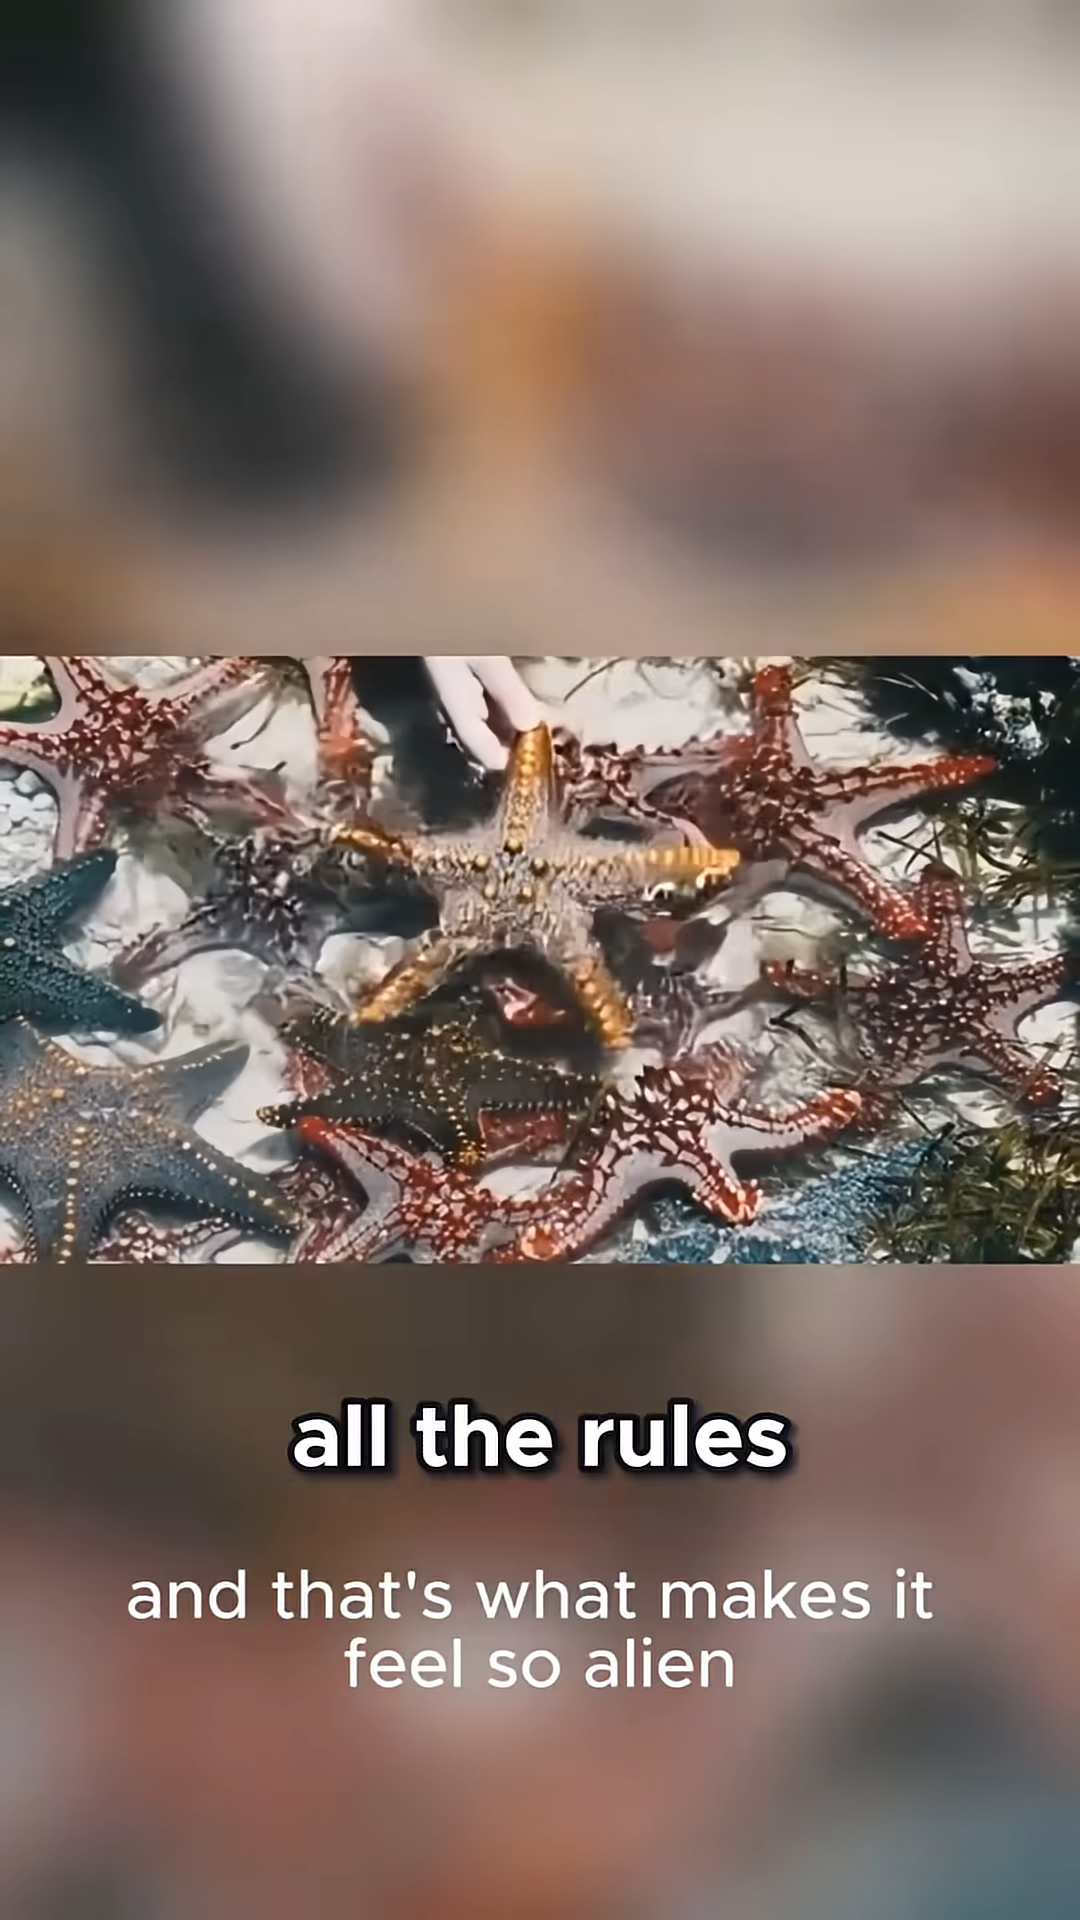 all the rules
and that's what makes it
feel so alien